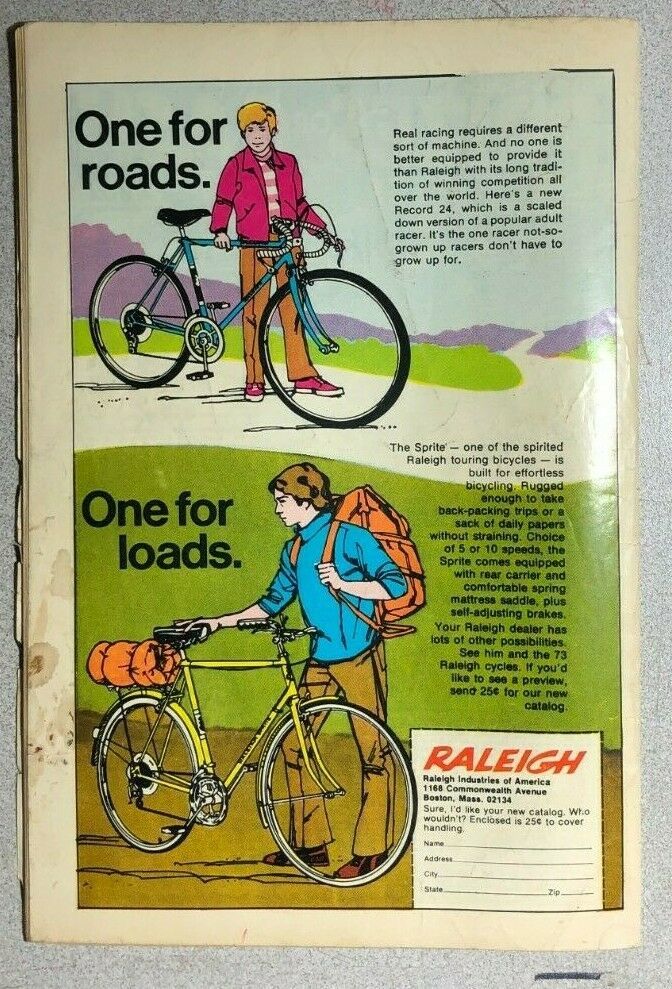 One for
roads.
Real racing requires a different
sort of machine. And no one is
better equipped to provide it
than Raleigh with its long tradi-
tion of winning competition all
over the world. Here's a new
Record 24, which is a scaled
down version of a popular adult
racer. It's the one racer not-so-
grown up racers don't have to
grow up for.
The Sprite — one of the spirited
Raleigh touring bicycles — is
built for effortless
bicycling. Rugged
enough to take
back-packing trips or a
sack of daily papers
without straining. Choice
of 5 or 10 speeds, the
Sprite comes equipped
with rear carrier and
comfortable spring
mattress saddle, plus
self-adjusting brakes.
Your Raleigh dealer has
lots of other possibilities.
See him and the 73
Raleigh cycles. If you'd
like to see a preview,
send 25¢ for our new
catalog.
One for
loads.
RALEIGH
Raleigh Industries of America
1168 Commonwealth Avenue
Boston, Mass. 02134
Sure, I'd like your new catalog. Who
wouldn't? Enclosed is 25¢ to cover
handling.
Name
Address
City
State Zip